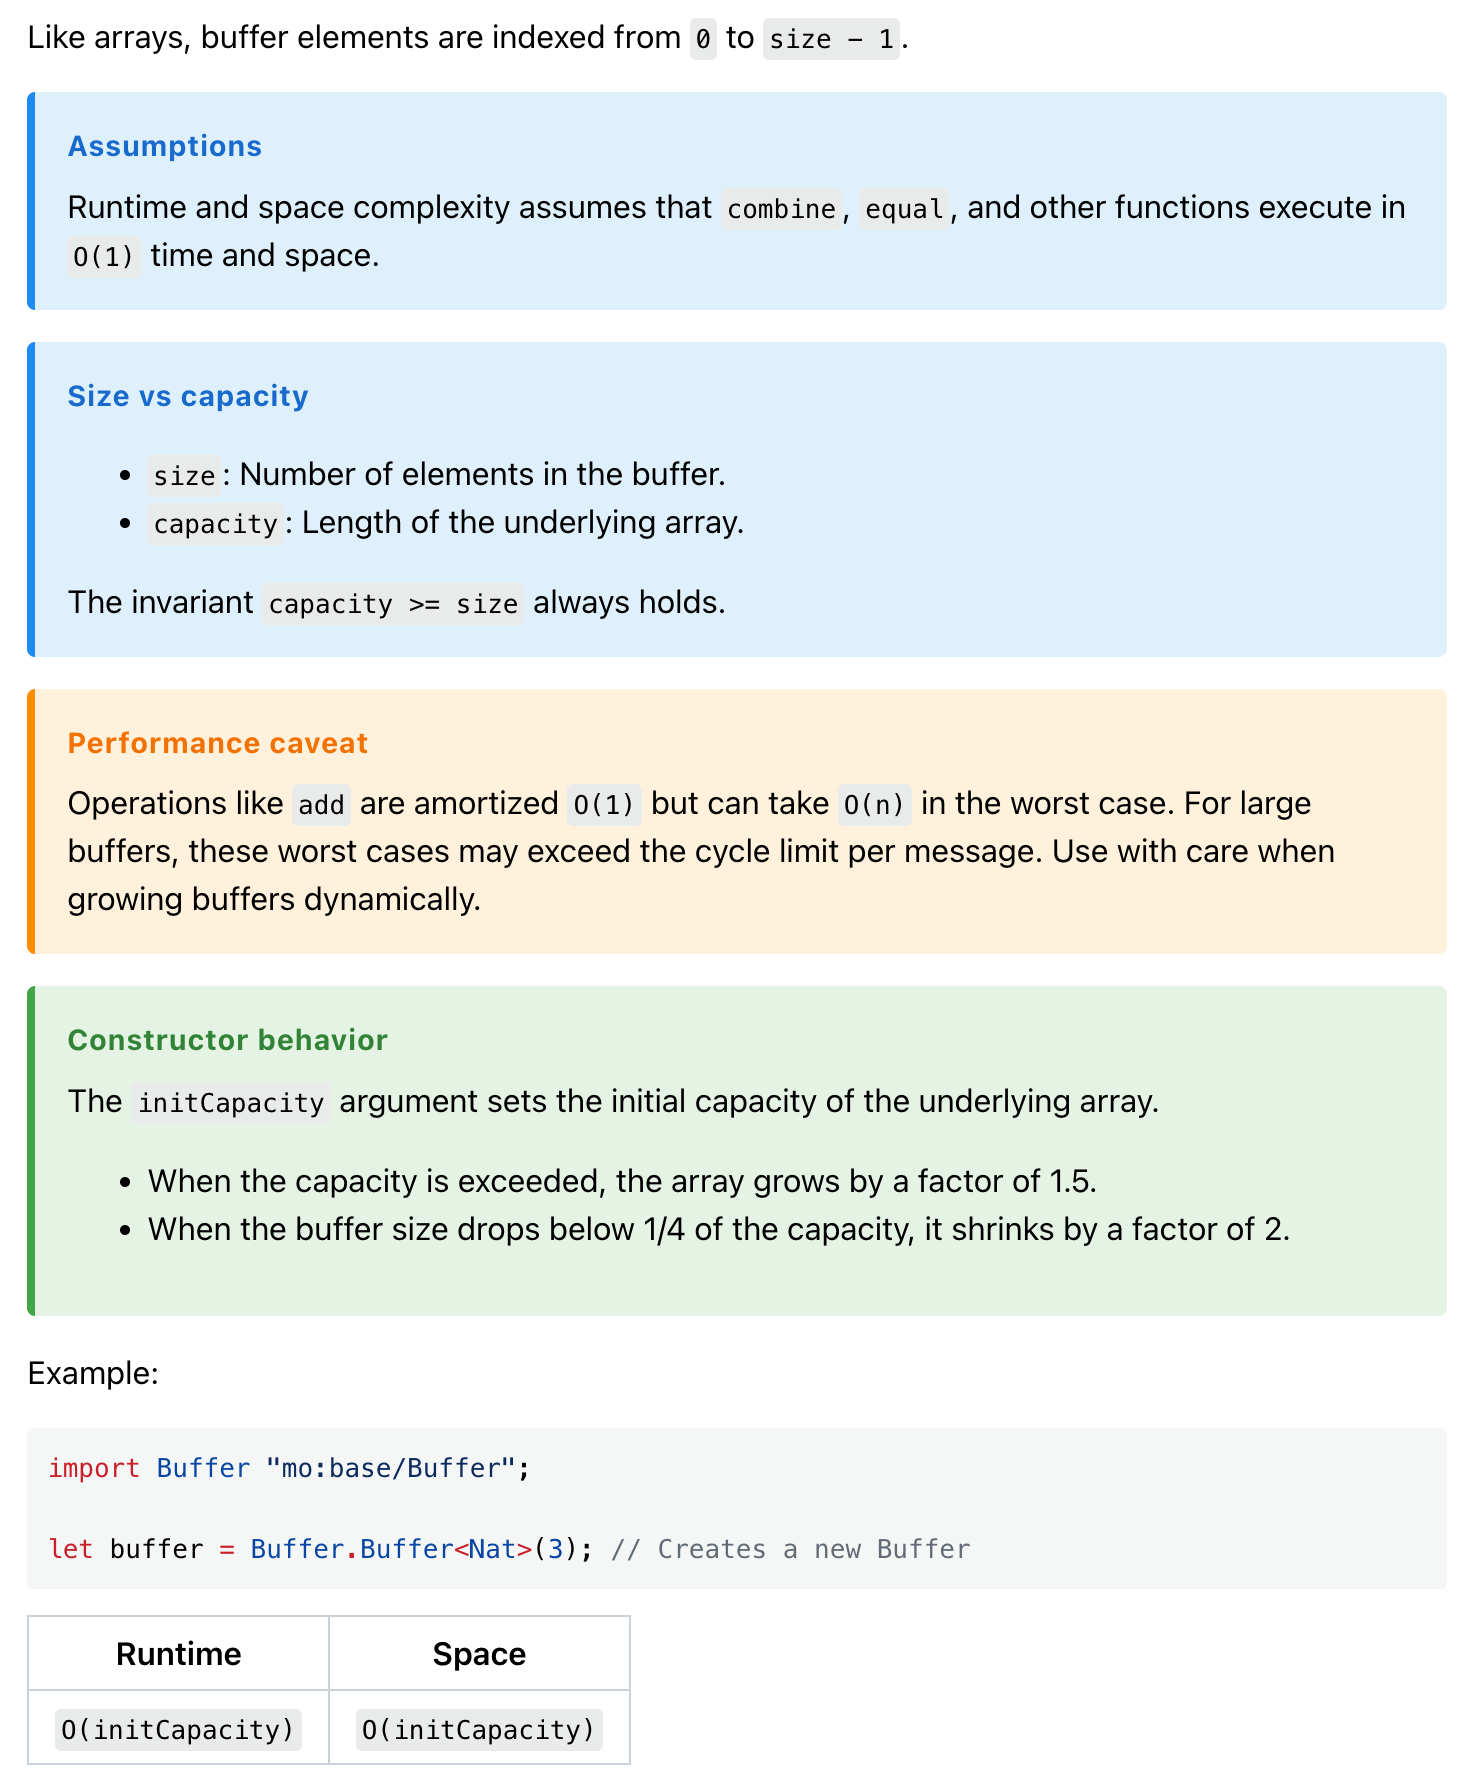 Like arrays, buffer elements are indexed from 0 to size - 1.
Assumptions
Runtime and space complexity assumes that combine, equal, and other functions execute in
O(1) time and space.
Size vs capacity
• size: Number of elements in the buffer.
• capacity: Length of the underlying array.
The invariant capacity >= size always holds.
Performance caveat
Operations like add are amortized O(1) but can take O(n) in the worst case. For large
buffers, these worst cases may exceed the cycle limit per message. Use with care when
growing buffers dynamically.
Constructor behavior
The initCapacity argument sets the initial capacity of the underlying array.
• When the capacity is exceeded, the array grows by a factor of 1.5.
• When the buffer size drops below 1/4 of the capacity, it shrinks by a factor of 2.
Example:
import Buffer "mo:base/Buffer";
let buffer = Buffer.Buffer<Nat>(3); // Creates a new Buffer
Runtime Space
O(initCapacity) O(initCapacity)